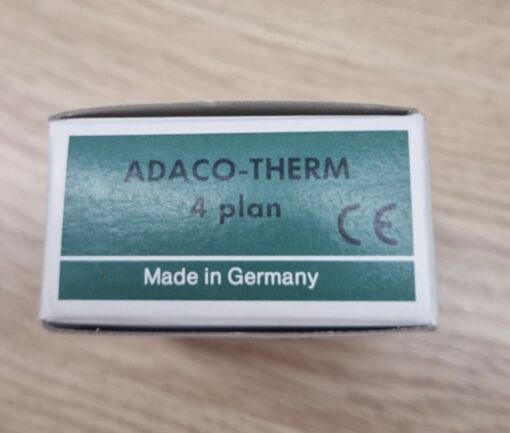 ADACO-THERM
4 plan
CE
Made in Germany